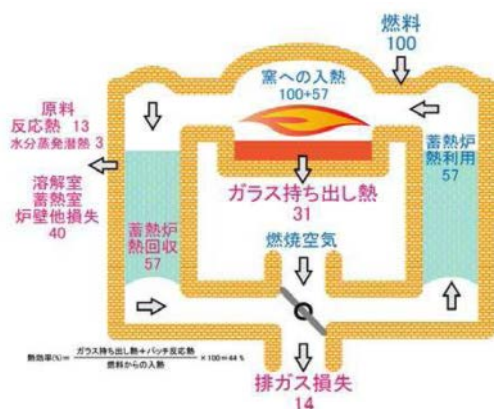 燃料
100
窯への入熱
100+57
原料
反応熱 13
水分蒸発潜熱 3
溶解室
蓄熱室
炉壁他損失
40
蓄熱炉
熱回収
57
ガラス持ち出し熱
31
燃焼空気
蓄熱炉
熱利用
57
熱効率(%)= ガラス持ち出し熱+バッチ反応熱 ×100=44 %
燃料からの入熱
排ガス損失
14